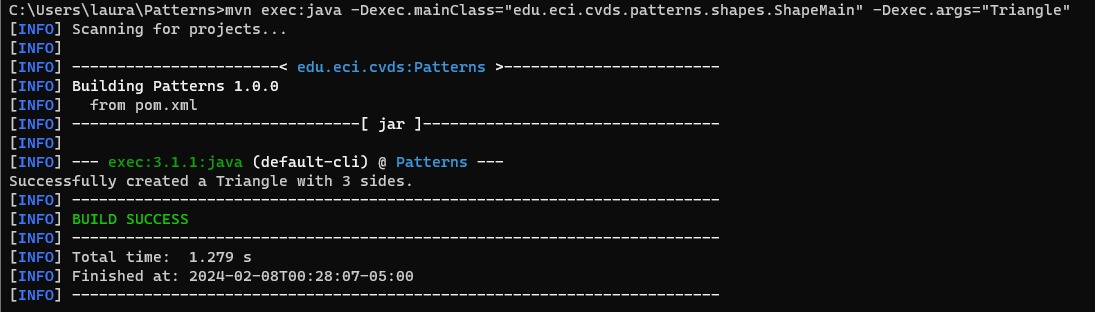 C:\Users\laura\Patterns>mvn exec:java -Dexec.mainClass="edu.eci.cvds.patterns.shapes.ShapeMain" -Dexec.args="Triangle"
[INFO] Scanning for projects...
[INFO]
[INFO] -----------------------< edu.eci.cvds:Patterns >------------------------
[INFO] Building Patterns 1.0.0
[INFO]   from pom.xml
[INFO] --------------------------------[ jar ]---------------------------------
[INFO]
[INFO] --- exec:3.1.1:java (default-cli) @ Patterns ---
Successfully created a Triangle with 3 sides.
[INFO] ------------------------------------------------------------------------
[INFO] BUILD SUCCESS
[INFO] ------------------------------------------------------------------------
[INFO] Total time:  1.279 s
[INFO] Finished at: 2024-02-08T00:28:07-05:00
[INFO] ------------------------------------------------------------------------